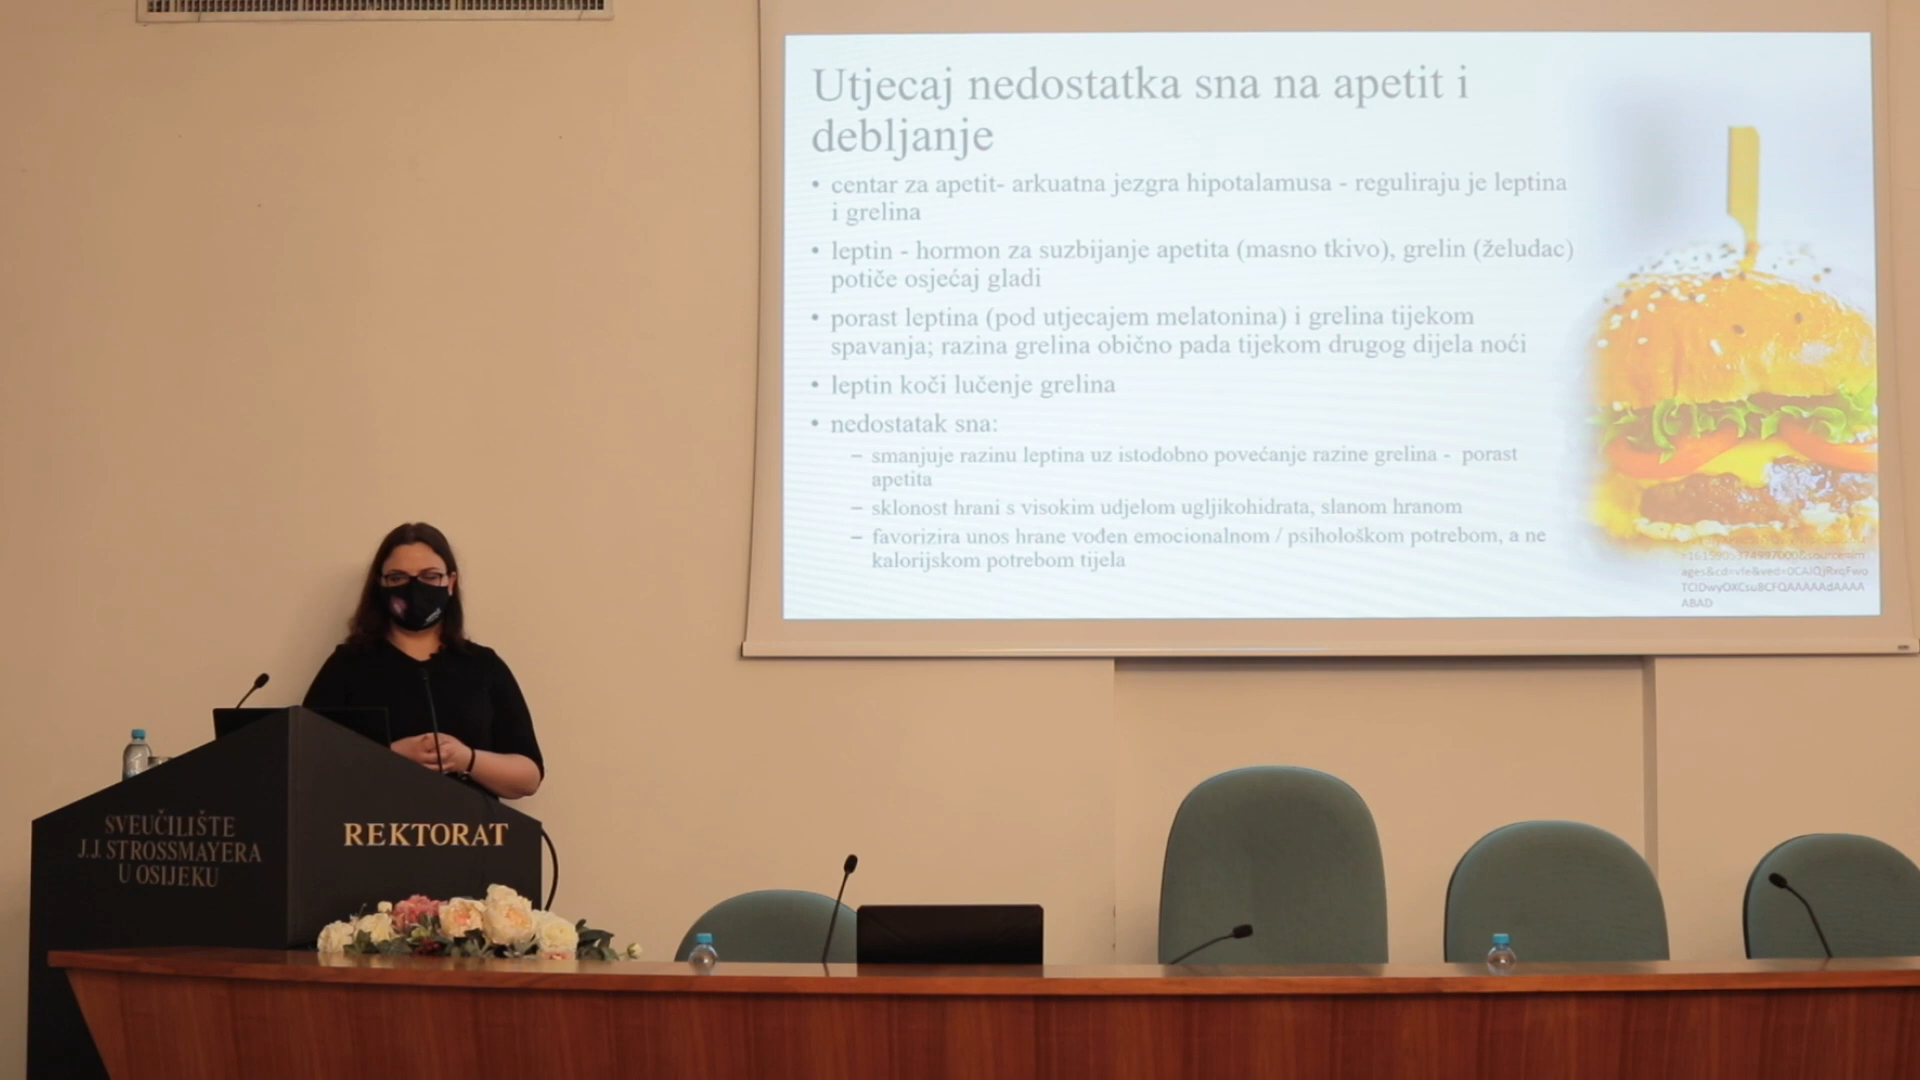 Utjecaj nedostatka sna na apetit i
debljanje
• centar za apetit- arkuatna jezgra hipotalamusa - reguliraju je leptina
i grelina
• leptin - hormon za suzbijanje apetita (masno tkivo), grelin (želudac)
potiče osjećaj gladi
• porast leptina (pod utjecajem melatonina) i grelina tijekom
spavanja; razina grelina obično pada tijekom drugog dijela noći
• leptin koči lučenje grelina
• nedostatak sna:
– smanjuje razinu leptina uz istodobno povećanje razine grelina - porast
apetita
– sklonost hrani s visokim udjelom ugljikohidrata, slanom hranom
– favorizira unos hrane vođen emocionalnom / psihološkom potrebom, a ne
kalorijskom potrebom tijela
ABAD
SVEUČILIŠTE
J.J. STROSSMAYERA
U OSIJEKU
REKTORAT